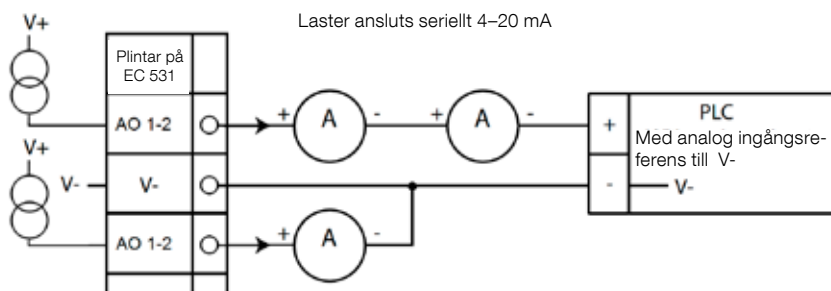 Laster ansluts seriellt 4–20 mA
V+
Plintar på
EC 531
AO 1-2
+ A - + A - +
PLC
Med analog ingångsre-
ferens till V-
V+
V- V- - V-
AO 1-2
+ A -